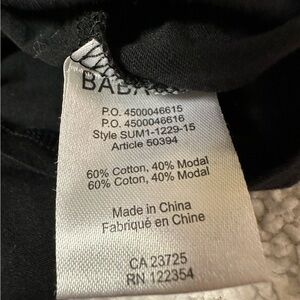 P.O. 4500046615
P.O. 4500046616
Style SUM1-1229-15
Article 50394
60% Cotton, 40% Modal
60% Coton, 40% Modal
Made in China
Fabriqué en Chine
CA 23725
RN 122354